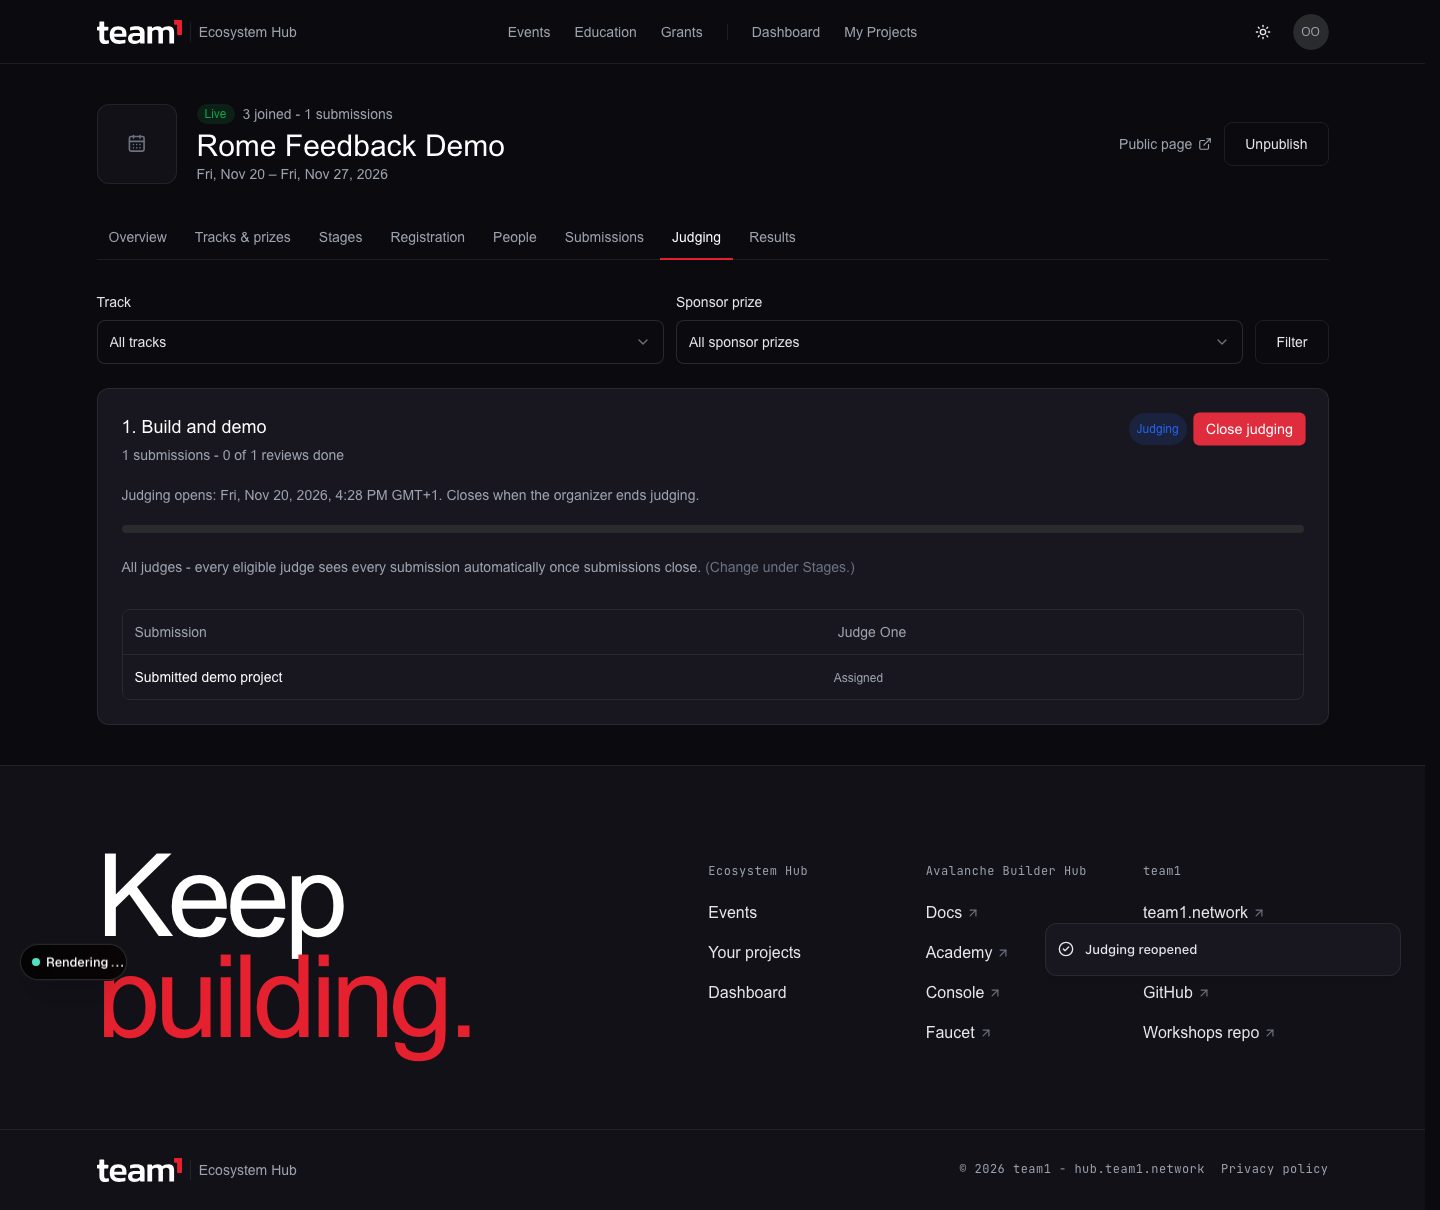 team1 Ecosystem Hub
Events Education Grants Dashboard My Projects
OO
Live 3 joined - 1 submissions
Rome Feedback Demo
Fri, Nov 20 – Fri, Nov 27, 2026
Public page
Unpublish
Overview Tracks & prizes Stages Registration People Submissions Judging Results
Track
All tracks
Sponsor prize
All sponsor prizes
Filter
1. Build and demo
Judging
Close judging
1 submissions - 0 of 1 reviews done
Judging opens: Fri, Nov 20, 2026, 4:28 PM GMT+1. Closes when the organizer ends judging.
All judges - every eligible judge sees every submission automatically once submissions close. (Change under Stages.)
Submission Judge One
Submitted demo project Assigned
Keep
building.
Rendering...
Ecosystem Hub
Events
Your projects
Dashboard
Avalanche Builder Hub
Docs
Academy
Console
Faucet
team1
team1.network
Judging reopened
GitHub
Workshops repo
team1 Ecosystem Hub
© 2026 team1 - hub.team1.network Privacy policy